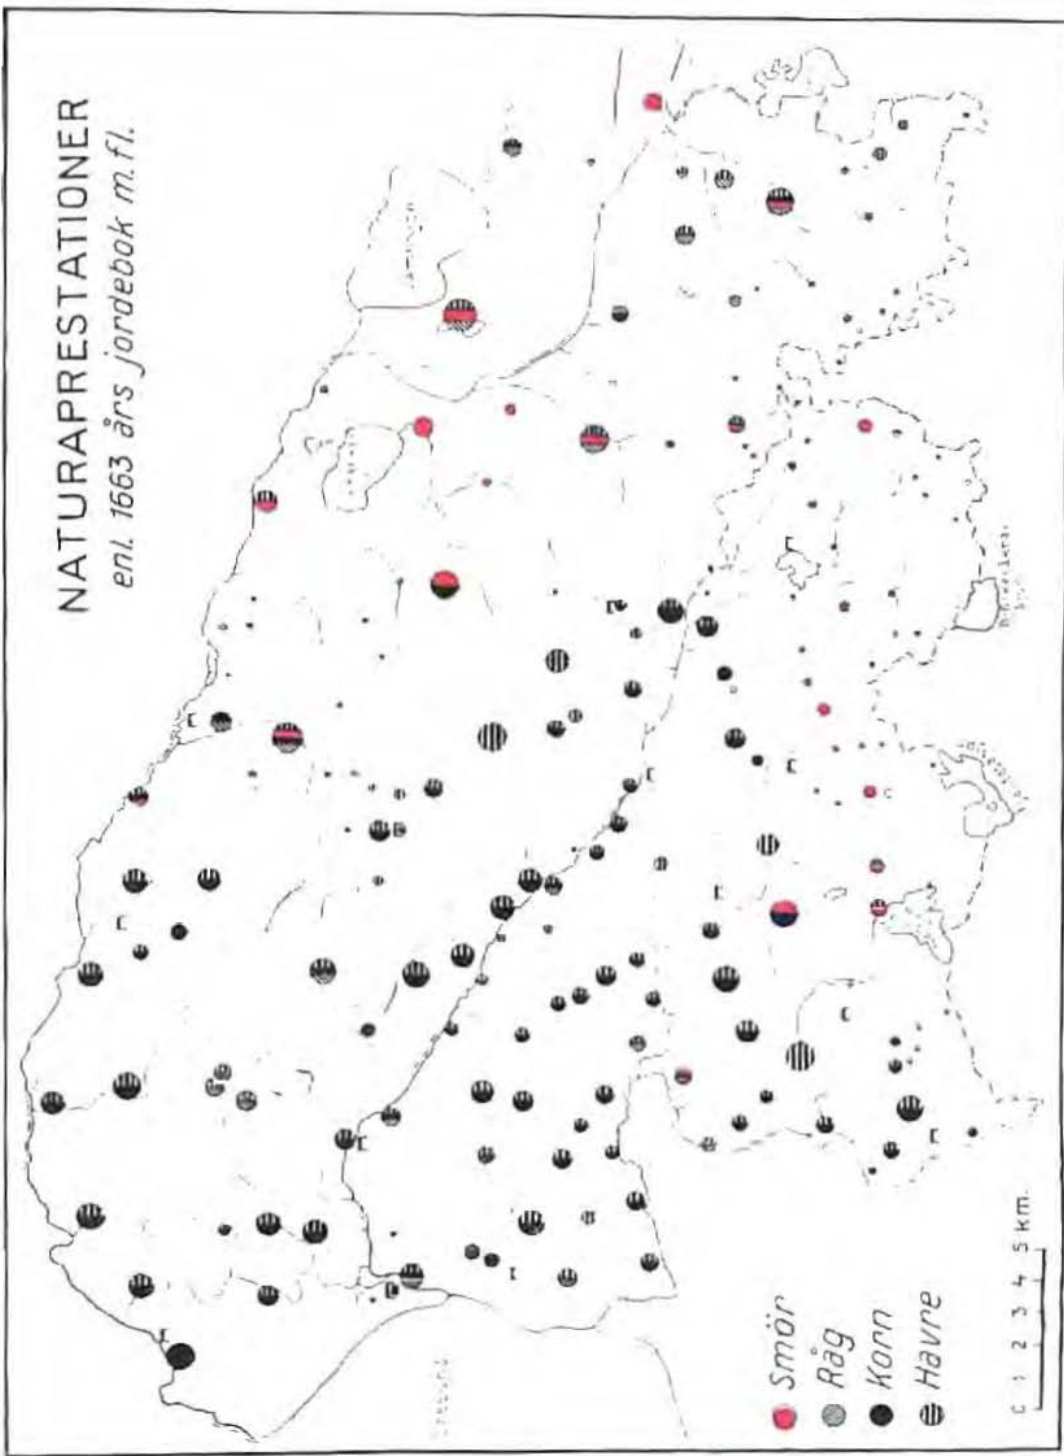 NATURAPRESTATIONER
enl. 1663 års jordebok m.fl.
Smör
Råg
Korn
Havre
0 1 2 3 4 5 km.